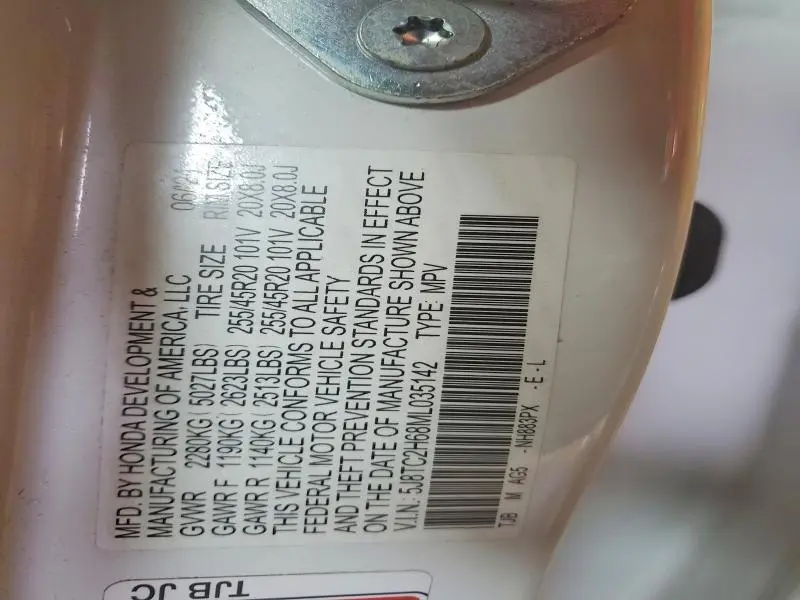 MFD. BY HONDA DEVELOPMENT &
MANUFACTURING OF AMERICA, LLC
GVWR 2280KG ( 5027LBS) TIRE SIZE RIM SIZE
GAWR F 1190KG ( 2623LBS) 255/45R20 101V 20X8.0J
GAWR R 1140KG ( 2513LBS) 255/45R20 101V 20X8.0J
THIS VEHICLE CONFORMS TO ALL APPLICABLE
FEDERAL MOTOR VEHICLE SAFETY
AND THEFT PREVENTION STANDARDS IN EFFECT
ON THE DATE OF MANUFACTURE SHOWN ABOVE.
V.I.N.: 5J8TC2H68ML035142 TYPE: MPV
TJB M AG5 -NH883PX -E-L
TJB JC